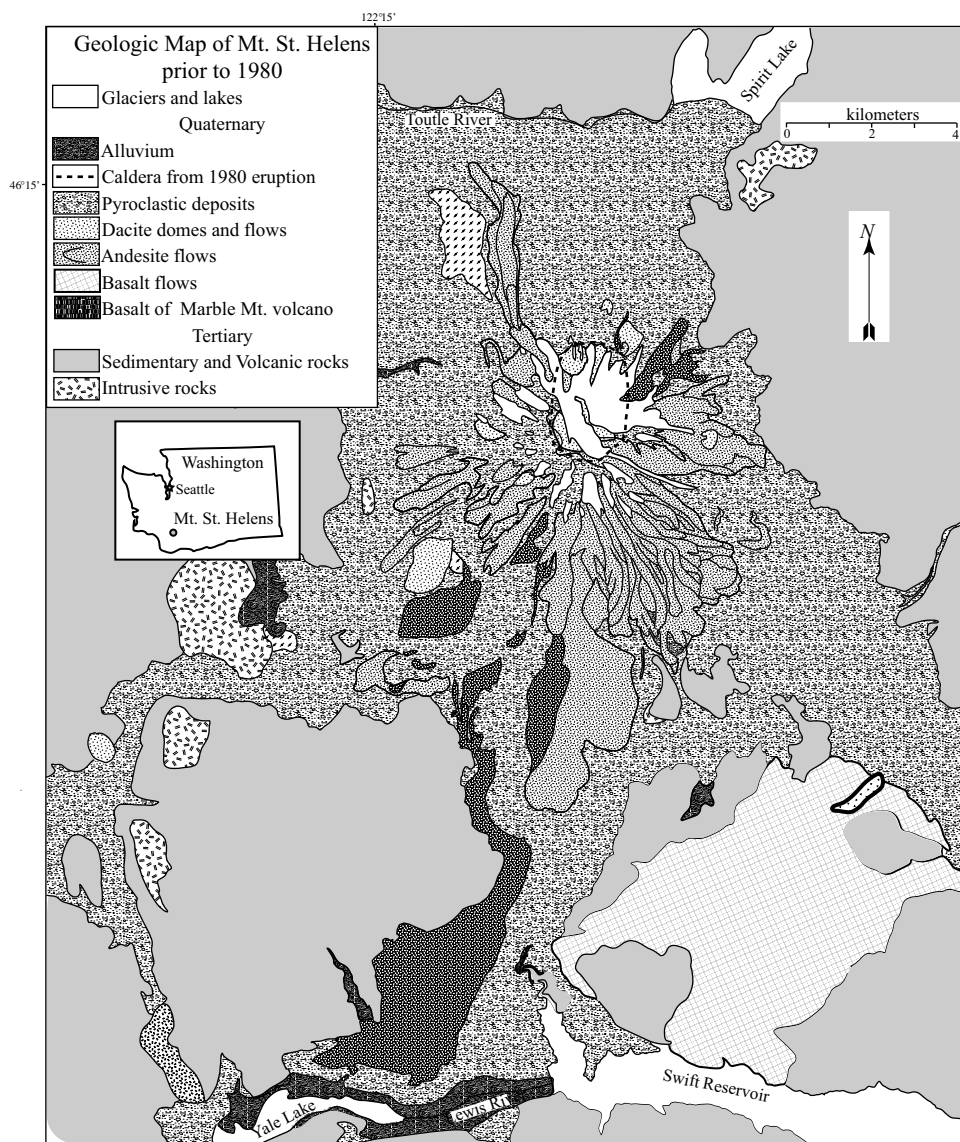 122°15'
Geologic Map of Mt. St. Helens
prior to 1980
Glaciers and lakes
Quaternary
Alluvium
Caldera from 1980 eruption
Pyroclastic deposits
Dacite domes and flows
Andesite flows
Basalt flows
Basalt of Marble Mt. volcano
Tertiary
Sedimentary and Volcanic rocks
Intrusive rocks
46°15'
Toutle River
Spirit Lake
kilometers
0 2 4
N
Washington
Seattle
Mt. St. Helens
Swift Reservoir
Yale Lake